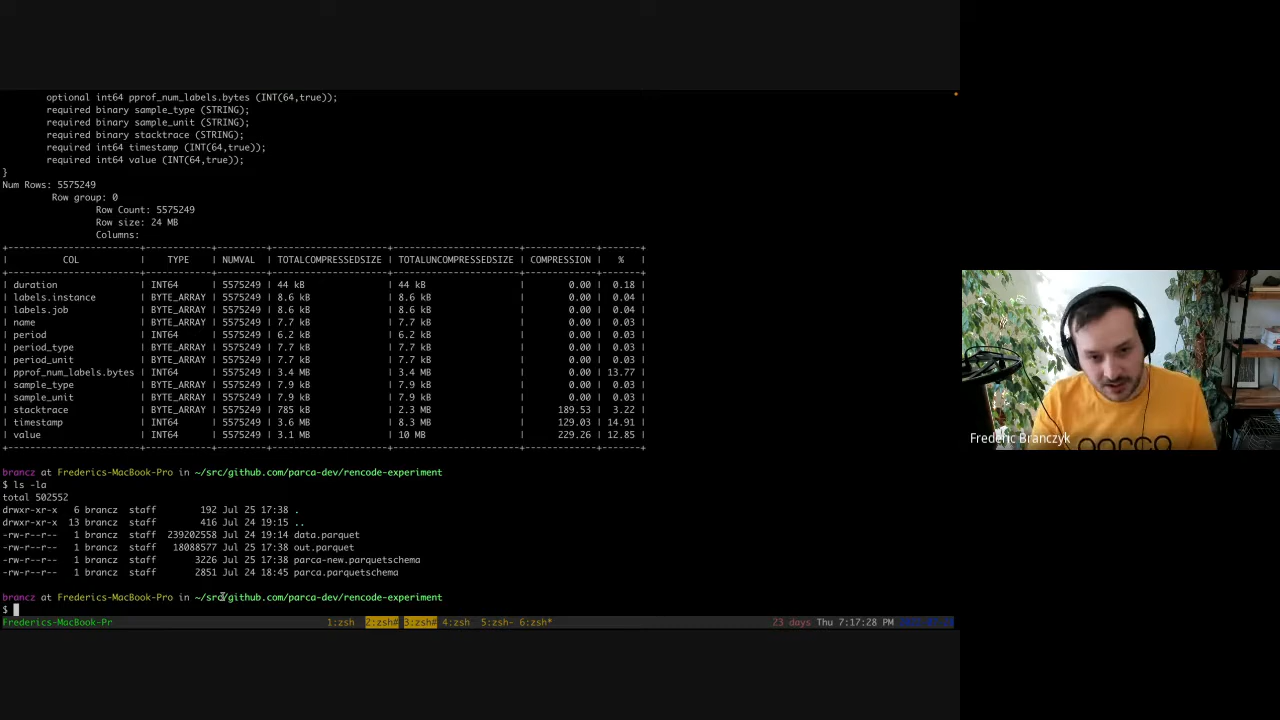 optional int64 pprof_num_labels.bytes (INT(64,true));
required binary sample_type (STRING);
required binary sample_unit (STRING);
required binary stacktrace (STRING);
required int64 timestamp (INT(64,true));
required int64 value (INT(64,true));
}
Num Rows: 5575249
Row group: 0
Row Count: 5575249
Row size: 24 MB
Columns:
| COL | TYPE | NUMVAL | TOTALCOMPRESSEDSIZE | TOTALUNCOMPRESSEDSIZE | COMPRESSION | % |
| duration | INT64 | 5575249 | 44 kB | 44 kB | 0.00 | 0.18 |
| labels.instance | BYTE_ARRAY | 5575249 | 8.6 kB | 8.6 kB | 0.00 | 0.04 |
| labels.job | BYTE_ARRAY | 5575249 | 8.6 kB | 8.6 kB | 0.00 | 0.04 |
| name | BYTE_ARRAY | 5575249 | 7.7 kB | 7.7 kB | 0.00 | 0.03 |
| period | INT64 | 5575249 | 6.2 kB | 6.2 kB | 0.00 | 0.03 |
| period_type | BYTE_ARRAY | 5575249 | 7.7 kB | 7.7 kB | 0.00 | 0.03 |
| period_unit | BYTE_ARRAY | 5575249 | 7.7 kB | 7.7 kB | 0.00 | 0.03 |
| pprof_num_labels.bytes | INT64 | 5575249 | 3.4 MB | 3.4 MB | 0.00 | 13.77 |
| sample_type | BYTE_ARRAY | 5575249 | 7.9 kB | 7.9 kB | 0.00 | 0.03 |
| sample_unit | BYTE_ARRAY | 5575249 | 7.9 kB | 7.9 kB | 0.00 | 0.03 |
| stacktrace | BYTE_ARRAY | 5575249 | 785 kB | 2.3 MB | 189.53 | 3.22 |
| timestamp | INT64 | 5575249 | 3.6 MB | 8.3 MB | 129.03 | 14.91 |
| value | INT64 | 5575249 | 3.1 MB | 10 MB | 229.26 | 12.85 |
brancz at Frederics-MacBook-Pro in ~/src/github.com/parca-dev/rencode-experiment
$ ls -la
total 502552
drwxr-xr-x 6 brancz staff 192 Jul 25 17:38 .
drwxr-xr-x 13 brancz staff 416 Jul 24 19:15 ..
-rw-r--r-- 1 brancz staff 239202558 Jul 24 19:14 data.parquet
-rw-r--r-- 1 brancz staff 18088577 Jul 25 17:38 out.parquet
-rw-r--r-- 1 brancz staff 3226 Jul 25 17:38 parca-new.parquetschema
-rw-r--r-- 1 brancz staff 2851 Jul 24 18:45 parca.parquetschema
brancz at Frederics-MacBook-Pro in ~/src/github.com/parca-dev/rencode-experiment
$
Frederics-MacBook-Pr 1:zsh 2:zsh# 3:zsh# 4:zsh 5:zsh- 6:zsh* 23 days Thu 7:17:28 PM
Frederic Branczyk
parca